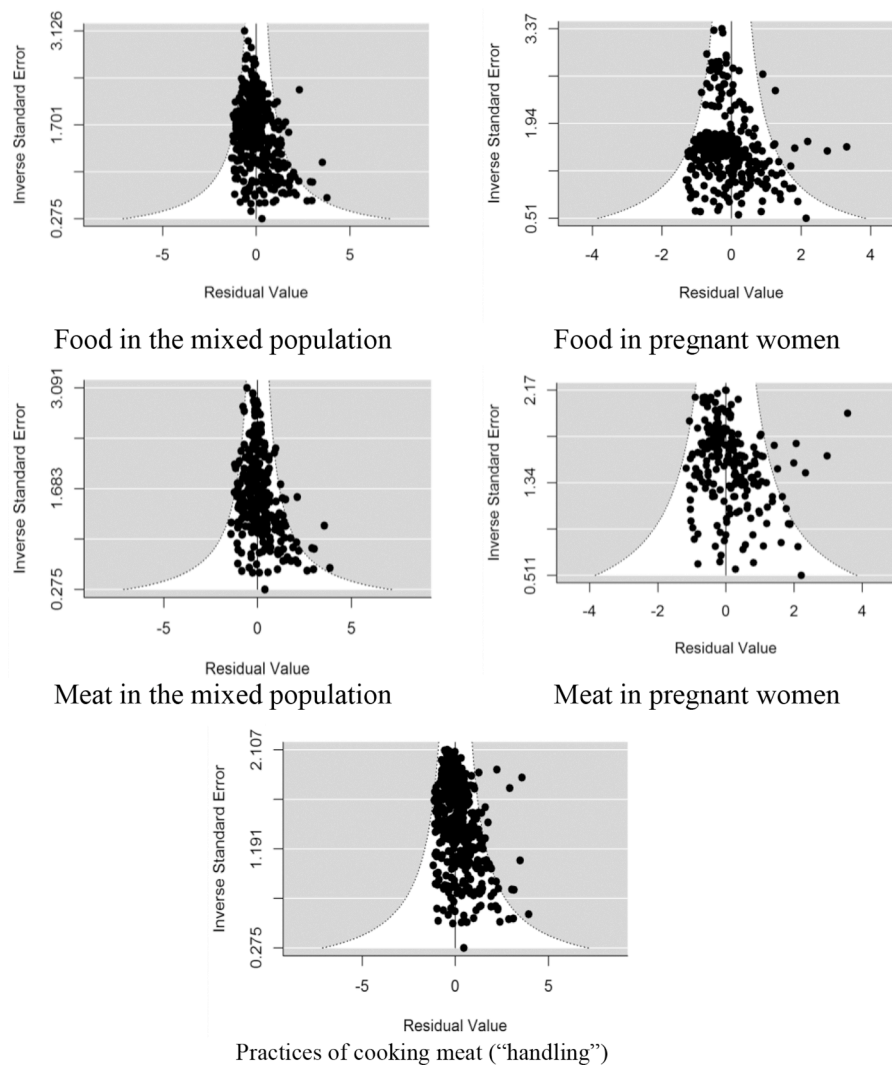 3.126
1.701
0.275
Inverse Standard Error
-5 0 5
Residual Value
Food in the mixed population
3.37
1.94
0.51
Inverse Standard Error
-4 -2 0 2 4
Residual Value
Food in pregnant women
3.091
1.683
0.275
Inverse Standard Error
-5 0 5
Residual Value
Meat in the mixed population
2.17
1.34
0.511
Inverse Standard Error
-4 -2 0 2 4
Residual Value
Meat in pregnant women
2.107
1.191
0.275
Inverse Standard Error
-5 0 5
Residual Value
Practices of cooking meat (“handling”)